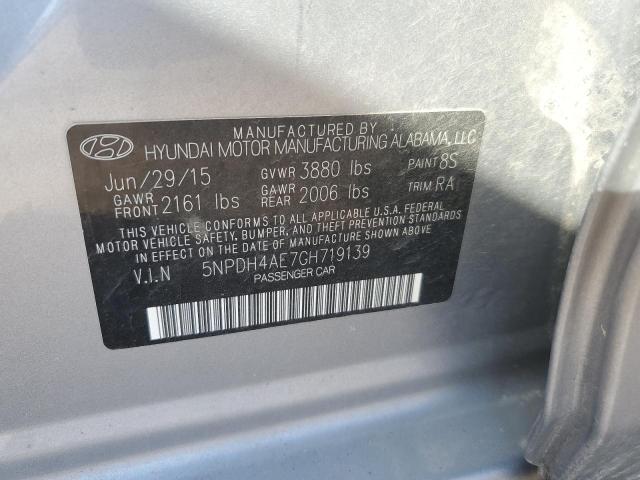 MANUFACTURED BY
HYUNDAI MOTOR MANUFACTURING ALABAMA, LLC
Jun/29/15 GVWR 3880 lbs PAINT 8S
GAWR FRONT 2161 lbs GAWR REAR 2006 lbs TRIM RA
THIS VEHICLE CONFORMS TO ALL APPLICABLE U.S.A. FEDERAL
MOTOR VEHICLE SAFETY, BUMPER, AND THEFT PREVENTION STANDARDS
IN EFFECT ON THE DATE OF MANUFACTURE SHOWN ABOVE.
V.I.N 5NPDH4AE7GH719139
PASSENGER CAR